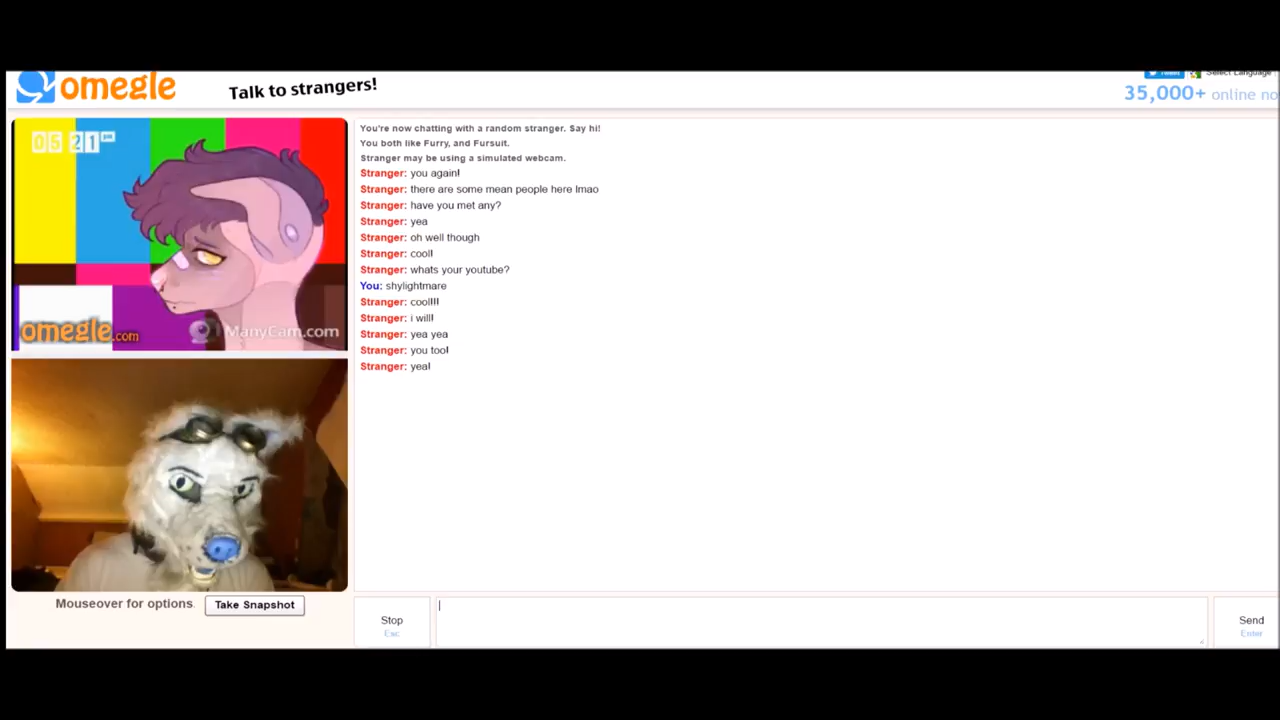 omegle
Talk to strangers!
Tweet
Select Language
35,000+ online no
05 21 pm
omegle.com
ManyCam.com
You're now chatting with a random stranger. Say hi!
You both like Furry, and Fursuit.
Stranger may be using a simulated webcam.
Stranger: you again!
Stranger: there are some mean people here lmao
Stranger: have you met any?
Stranger: yea
Stranger: oh well though
Stranger: cool!
Stranger: whats your youtube?
You: shylightmare
Stranger: cool!!!
Stranger: i will!
Stranger: yea yea
Stranger: you too!
Stranger: yea!
Mouseover for options.
Take Snapshot
Stop
Esc
Send
Enter